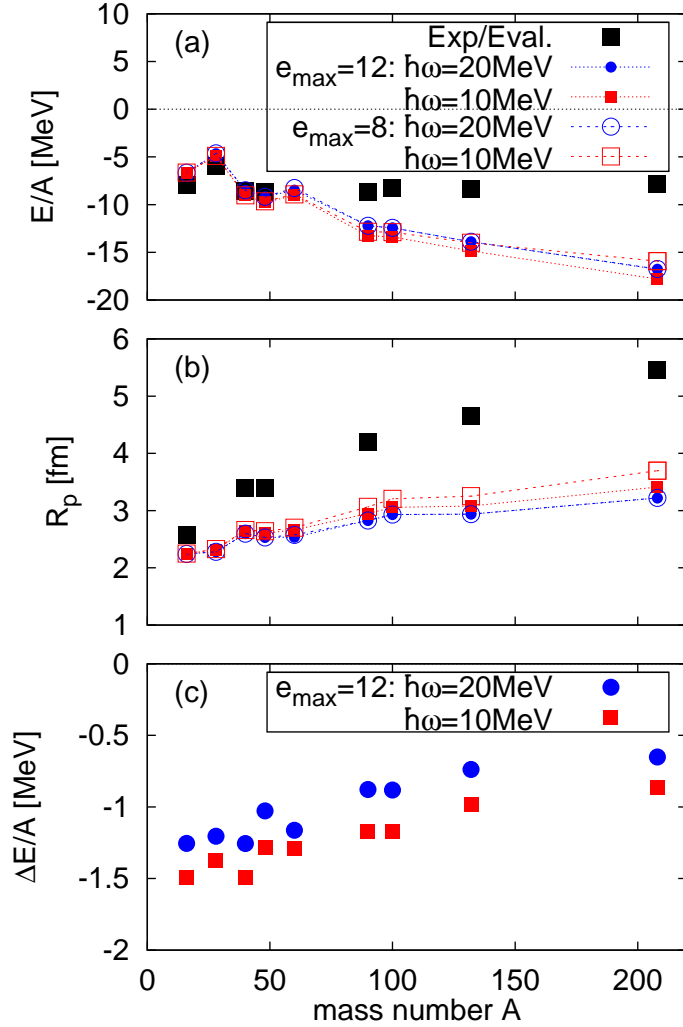 (a)
Exp/Eval.
e_max=12: ħω=20MeV
ħω=10MeV
e_max=8: ħω=20MeV
ħω=10MeV
10
5
0
-5
-10
-15
-20
E/A [MeV]
(b)
6
5
4
3
2
1
R_p [fm]
(c)
e_max=12: ħω=20MeV
ħω=10MeV
0
-0.5
-1
-1.5
-2
ΔE/A [MeV]
0 50 100 150 200
mass number A